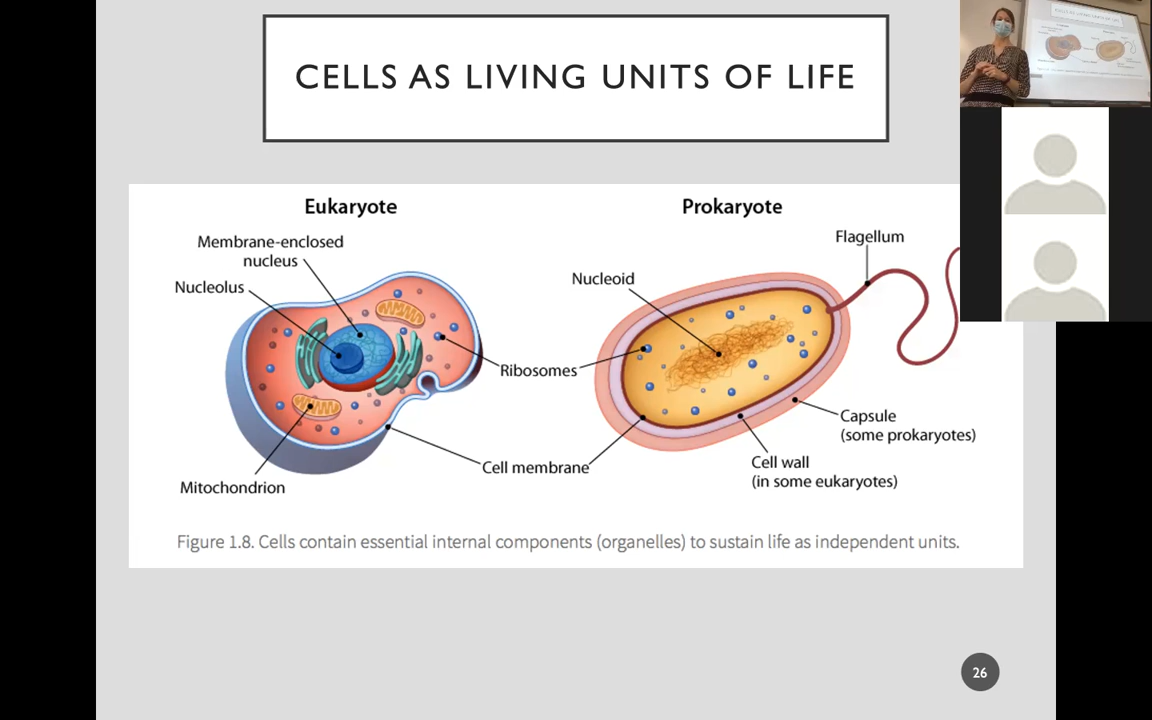 CELLS AS LIVING UNITS OF LIFE
Eukaryote
Prokaryote
Membrane-enclosed
nucleus
Nucleolus
Flagellum
Nucleoid
Ribosomes
Capsule
(some prokaryotes)
Cell membrane
Cell wall
(in some eukaryotes)
Mitochondrion
Figure 1.8. Cells contain essential internal components (organelles) to sustain life as independent units.
26